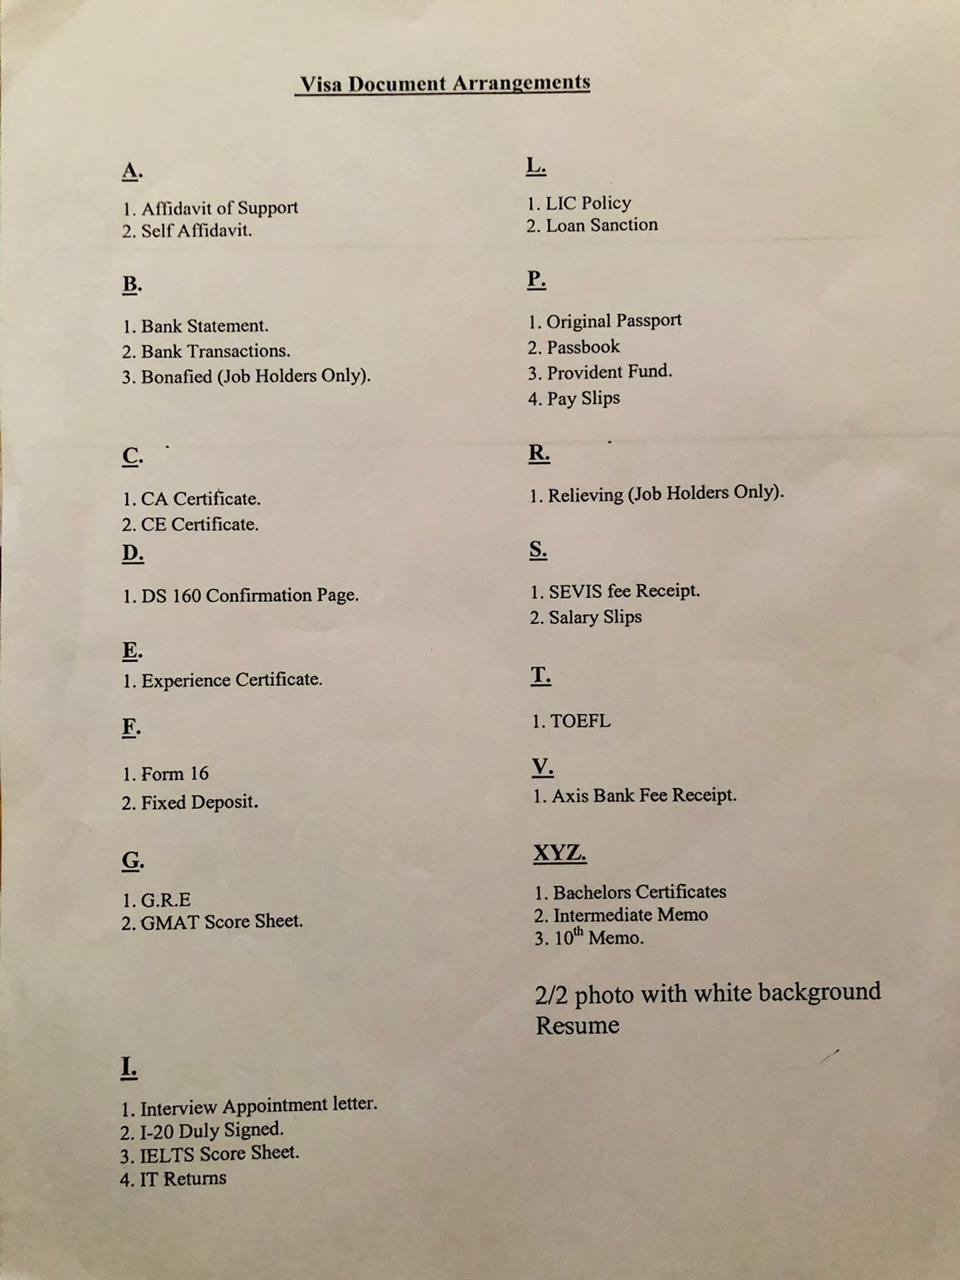 Visa Document Arrangements
A.
1. Affidavit of Support
2. Self Affidavit.
B.
1. Bank Statement.
2. Bank Transactions.
3. Bonafied (Job Holders Only).
C.
1. CA Certificate.
2. CE Certificate.
D.
1. DS 160 Confirmation Page.
E.
1. Experience Certificate.
F.
1. Form 16
2. Fixed Deposit.
G.
1. G.R.E
2. GMAT Score Sheet.
I.
1. Interview Appointment letter.
2. I-20 Duly Signed.
3. IELTS Score Sheet.
4. IT Returns
L.
1. LIC Policy
2. Loan Sanction
P.
1. Original Passport
2. Passbook
3. Provident Fund.
4. Pay Slips
R.
1. Relieving (Job Holders Only).
S.
1. SEVIS fee Receipt.
2. Salary Slips
T.
1. TOEFL
V.
1. Axis Bank Fee Receipt.
XYZ.
1. Bachelors Certificates
2. Intermediate Memo
3. 10th Memo.
2/2 photo with white background
Resume